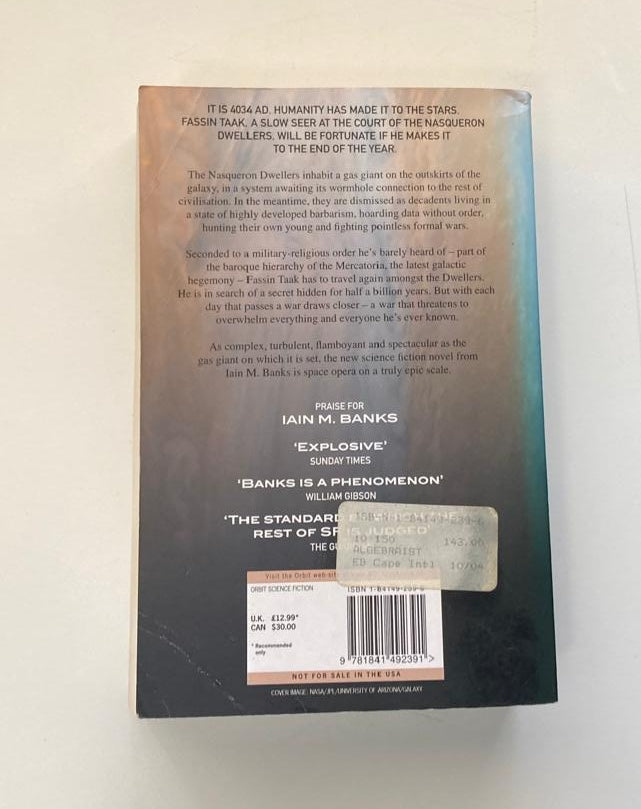 IT IS 4034 AD. HUMANITY HAS MADE IT TO THE STARS.
FASSIN TAAK, A SLOW SEER AT THE COURT OF THE NASQUERON
DWELLERS, WILL BE FORTUNATE IF HE MAKES IT
TO THE END OF THE YEAR.
The Nasqueron Dwellers inhabit a gas giant on the outskirts of the
galaxy, in a system awaiting its wormhole connection to the rest of
civilisation. In the meantime, they are dismissed as decadents living in
a state of highly developed barbarism, hoarding data without order,
hunting their own young and fighting pointless formal wars.
Seconded to a military-religious order he's barely heard of – part of
the baroque hierarchy of the Mercatoria, the latest galactic
hegemony – Fassin Taak has to travel again amongst the Dwellers.
He is in search of a secret hidden for half a billion years. But with each
day that passes a war draws closer – a war that threatens to
overwhelm everything and everyone he's ever known.
As complex, turbulent, flamboyant and spectacular as the
gas giant on which it is set, the new science fiction novel from
Iain M. Banks is space opera on a truly epic scale.
PRAISE FOR
IAIN M. BANKS
'EXPLOSIVE'
SUNDAY TIMES
'BANKS IS A PHENOMENON'
WILLIAM GIBSON
'THE STANDARD BY WHICH THE
REST OF SF IS JUDGED'
THE
ISBN 1-84149-239-6
10 150 143.00
ALGEBRAIST
EB Cape Intl 10/04
Visit the Orbit web-sit
ORBIT SCIENCE FICTION
ISBN 1-84149-239-6
U.K. £12.99*
CAN $30.00
*Recommended
only
9 781841 492391 >
NOT FOR SALE IN THE USA
COVER IMAGE: NASA/JPL/UNIVERSITY OF ARIZONA/GALAXY